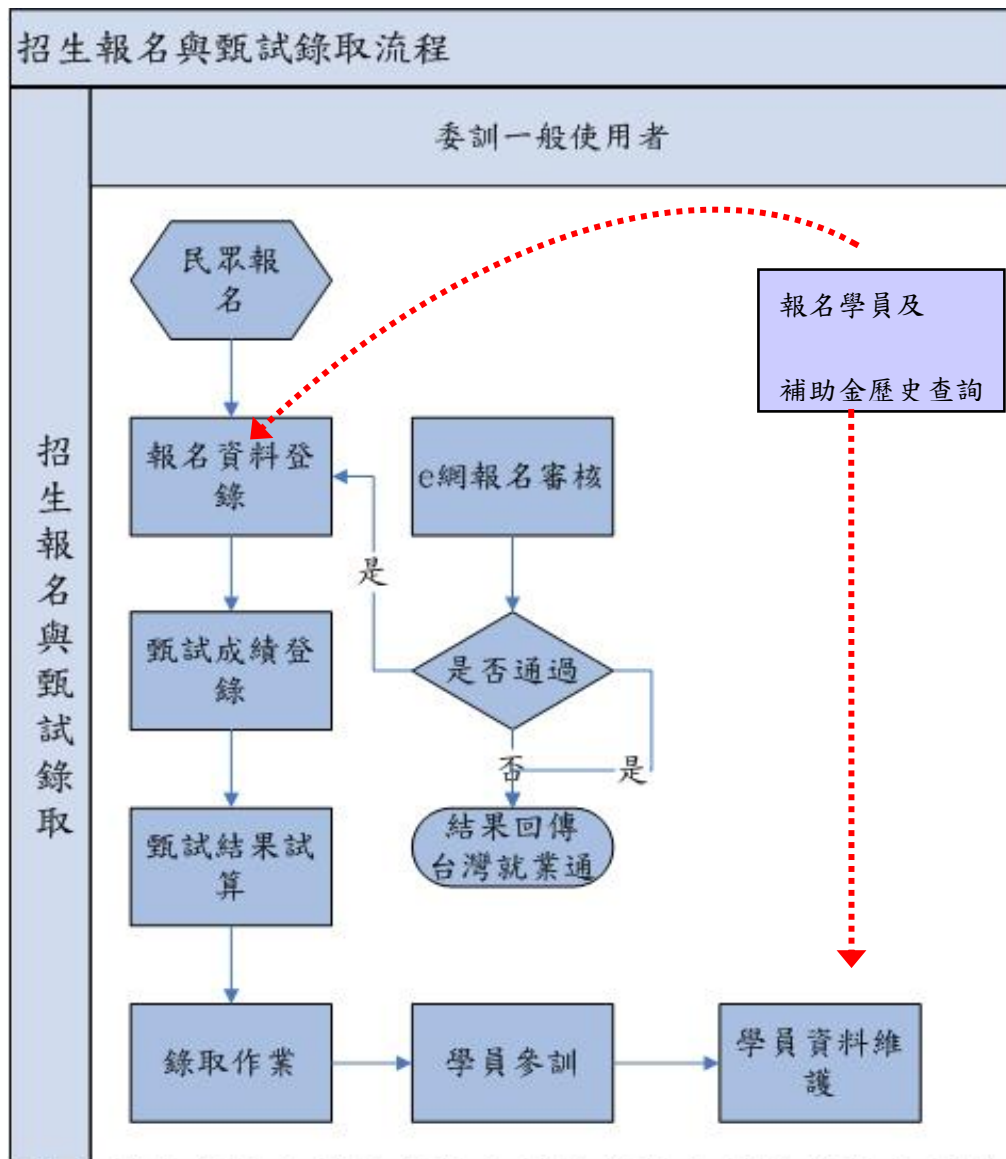 招生報名與甄試錄取流程
委訓一般使用者
招生報名與甄試錄取
民眾報
名
報名學員及
補助金歷史查詢
報名資料登
錄
e網報名審核
是
甄試成績登
錄
是否通過
否
是
甄試結果試
算
結果回傳
台灣就業通
錄取作業
學員參訓
學員資料維
護